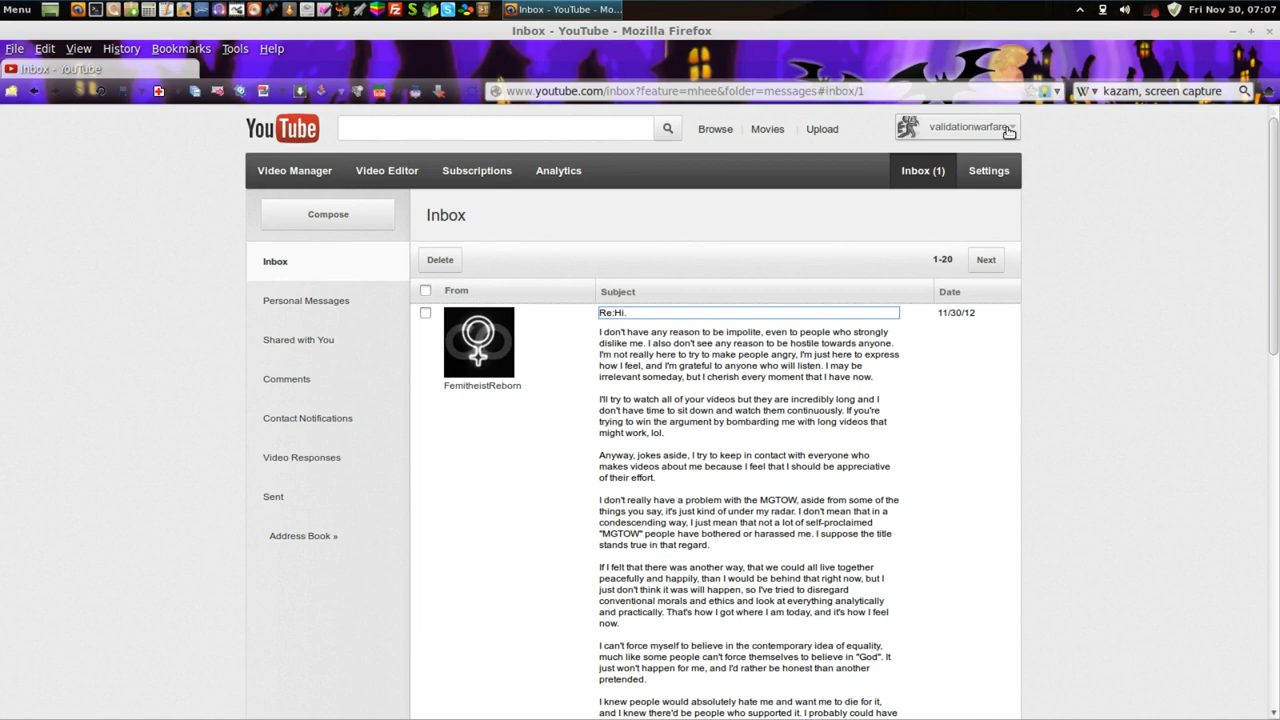 Menu
Inbox - YouTube - Mo...
Fri Nov 30, 07:07
Inbox - YouTube - Mozilla Firefox
File Edit View History Bookmarks Tools Help
Inbox - YouTube
www.youtube.com/inbox?feature=mhee&folder=messages#inbox/1
kazam, screen capture
YouTube
Browse Movies Upload
validationwarfare
Video Manager Video Editor Subscriptions Analytics
Inbox (1) Settings
Compose
Inbox
Inbox
Delete
1-20
Next
From
Subject
Date
Personal Messages
Shared with You
Comments
Contact Notifications
Video Responses
Sent
Address Book »
FemitheistReborn
Re:Hi.
11/30/12
I don't have any reason to be impolite, even to people who strongly
dislike me. I also don't see any reason to be hostile towards anyone.
I'm not really here to try to make people angry, I'm just here to express
how I feel, and I'm grateful to anyone who will listen. I may be
irrelevant someday, but I cherish every moment that I have now.
I'll try to watch all of your videos but they are incredibly long and I
don't have time to sit down and watch them continuously. If you're
trying to win the argument by bombarding me with long videos that
might work, lol.
Anyway, jokes aside, I try to keep in contact with everyone who
makes videos about me because I feel that I should be appreciative
of their effort.
I don't really have a problem with the MGTOW, aside from some of the
things you say, it's just kind of under my radar. I don't mean that in a
condescending way, I just mean that not a lot of self-proclaimed
"MGTOW" people have bothered or harassed me. I suppose the title
stands true in that regard.
If I felt that there was another way, that we could all live together
peacefully and happily, than I would be behind that right now, but I
just don't think it was will happen, so I've tried to disregard
conventional morals and ethics and look at everything analytically
and practically. That's how I got where I am today, and it's how I feel
now.
I can't force myself to believe in the contemporary idea of equality,
much like some people can't force themselves to believe in "God". It
just won't happen for me, and I'd rather be honest than another
pretended.
I knew people would absolutely hate me and want me to die for it,
and I knew there'd be people who supported it. I probably could have